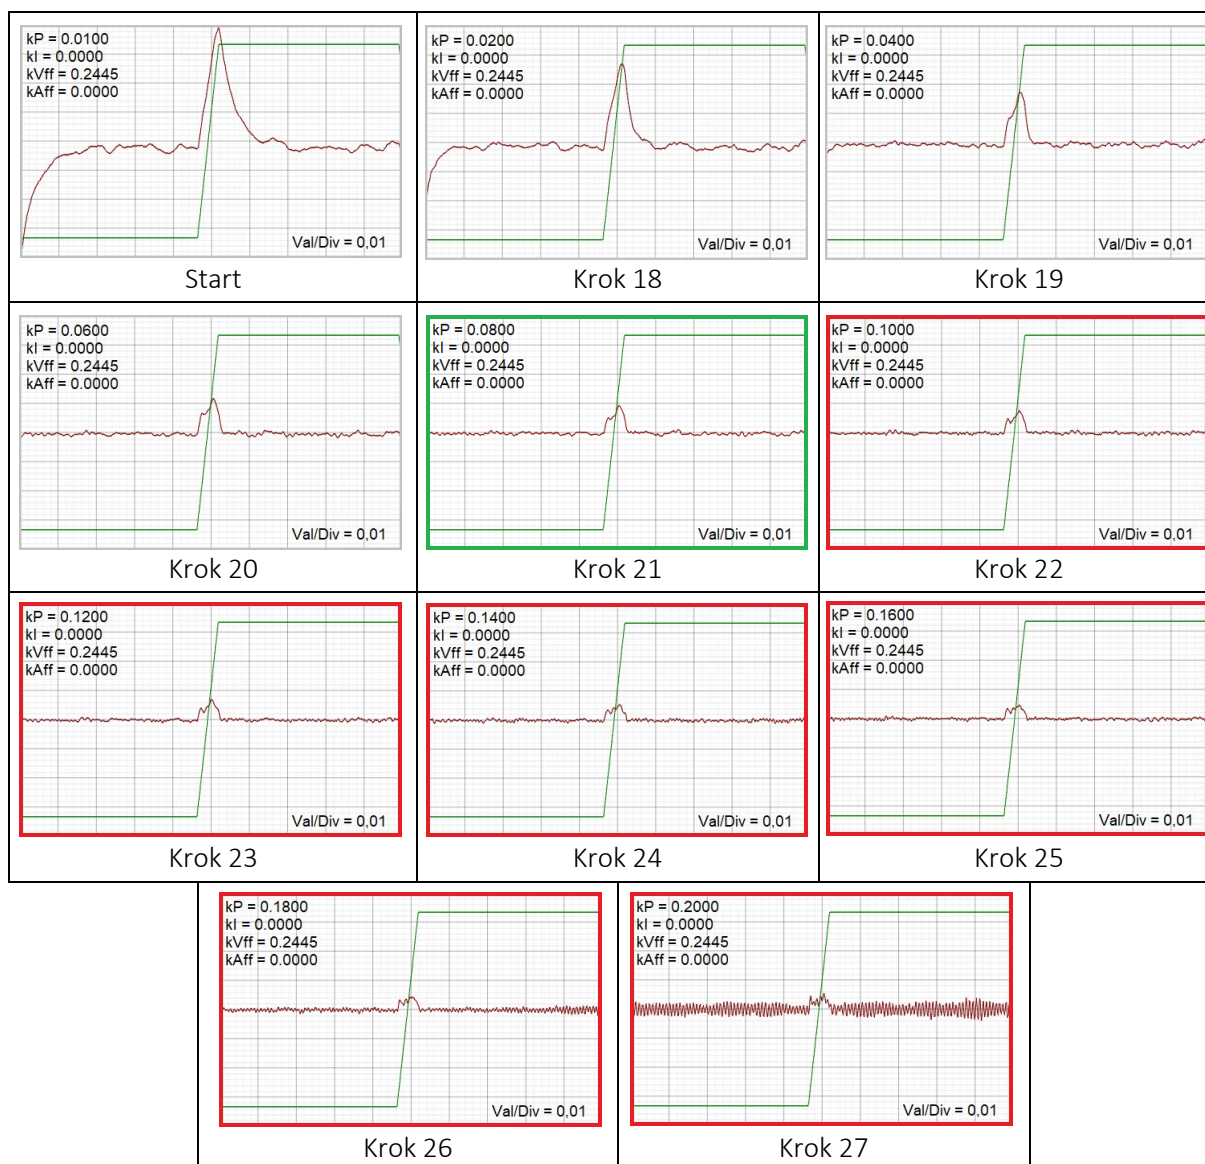 kP = 0.0100
kI = 0.0000
kVff = 0.2445
kAff = 0.0000
Val/Div = 0,01
Start
kP = 0.0200
kI = 0.0000
kVff = 0.2445
kAff = 0.0000
Val/Div = 0,01
Krok 18
kP = 0.0400
kI = 0.0000
kVff = 0.2445
kAff = 0.0000
Val/Div = 0,01
Krok 19
kP = 0.0600
kI = 0.0000
kVff = 0.2445
kAff = 0.0000
Val/Div = 0,01
Krok 20
kP = 0.0800
kI = 0.0000
kVff = 0.2445
kAff = 0.0000
Val/Div = 0,01
Krok 21
kP = 0.1000
kI = 0.0000
kVff = 0.2445
kAff = 0.0000
Val/Div = 0,01
Krok 22
kP = 0.1200
kI = 0.0000
kVff = 0.2445
kAff = 0.0000
Val/Div = 0,01
Krok 23
kP = 0.1400
kI = 0.0000
kVff = 0.2445
kAff = 0.0000
Val/Div = 0,01
Krok 24
kP = 0.1600
kI = 0.0000
kVff = 0.2445
kAff = 0.0000
Val/Div = 0,01
Krok 25
kP = 0.1800
kI = 0.0000
kVff = 0.2445
kAff = 0.0000
Val/Div = 0,01
Krok 26
kP = 0.2000
kI = 0.0000
kVff = 0.2445
kAff = 0.0000
Val/Div = 0,01
Krok 27